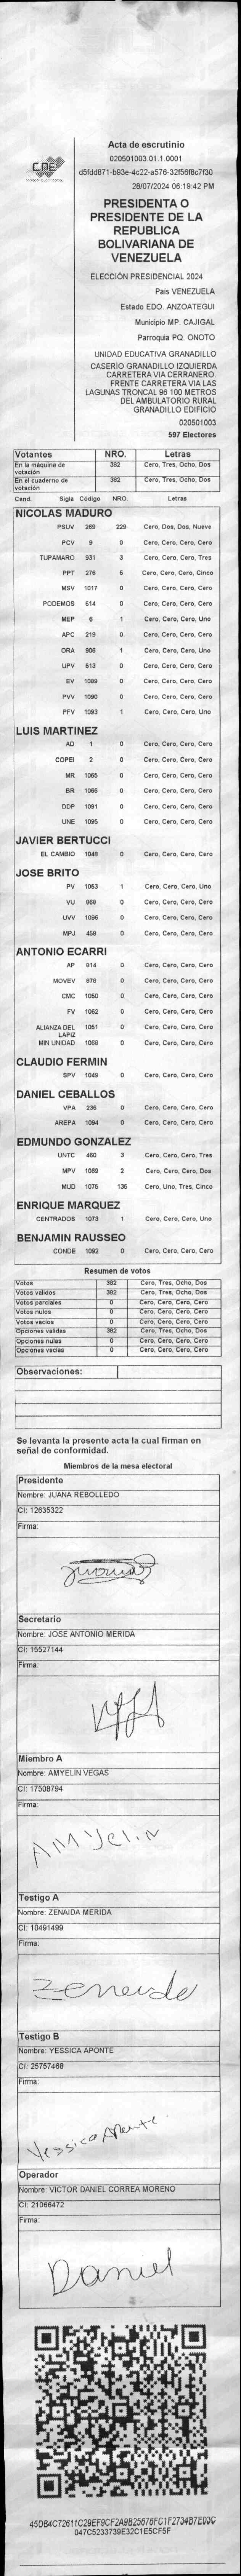 CNE
Acta de escrutinio
020501003.01.1.0001
d5fdd871-b93e-4c22-a576-32f56f8c7f30
28/07/2024 06:19:42 PM
PRESIDENTA O
PRESIDENTE DE LA
REPUBLICA
BOLIVARIANA DE
VENEZUELA
ELECCIÓN PRESIDENCIAL 2024
Pais VENEZUELA
Estado EDO. ANZOATEGUI
Municipio MP. CAJIGAL
Parroquia PQ. ONOTO
UNIDAD EDUCATIVA GRANADILLO
CASERÍO GRANADILLO IZQUIERDA
CARRETERA VIA CERRANERO.
FRENTE CARRETERA VIA LAS
LAGUNAS TRONCAL 96 100 METROS
DEL AMBULATORIO RURAL
GRANADILLO EDIFICIO
020501003
597 Electores
Votantes NRO. Letras
En la máquina de votación 382 Cero, Tres, Ocho, Dos
En el cuaderno de votación 382 Cero, Tres, Ocho, Dos
Cand. Sigla Código NRO. Letras
NICOLAS MADURO
PSUV 269 229 Cero, Dos, Dos, Nueve
PCV 9 0 Cero, Cero, Cero, Cero
TUPAMARO 931 3 Cero, Cero, Cero, Tres
PPT 276 5 Cero, Cero, Cero, Cinco
MSV 1017 0 Cero, Cero, Cero, Cero
PODEMOS 514 0 Cero, Cero, Cero, Cero
MEP 6 1 Cero, Cero, Cero, Uno
APC 219 0 Cero, Cero, Cero, Cero
ORA 906 1 Cero, Cero, Cero, Uno
UPV 513 0 Cero, Cero, Cero, Cero
EV 1089 0 Cero, Cero, Cero, Cero
PVV 1090 0 Cero, Cero, Cero, Cero
PFV 1093 1 Cero, Cero, Cero, Uno
LUIS MARTINEZ
AD 1 0 Cero, Cero, Cero, Cero
COPEI 2 0 Cero, Cero, Cero, Cero
MR 1065 0 Cero, Cero, Cero, Cero
BR 1066 0 Cero, Cero, Cero, Cero
DDP 1091 0 Cero, Cero, Cero, Cero
UNE 1095 0 Cero, Cero, Cero, Cero
JAVIER BERTUCCI
EL CAMBIO 1048 0 Cero, Cero, Cero, Cero
JOSE BRITO
PV 1053 1 Cero, Cero, Cero, Uno
VU 969 0 Cero, Cero, Cero, Cero
UVV 1096 0 Cero, Cero, Cero, Cero
MPJ 459 0 Cero, Cero, Cero, Cero
ANTONIO ECARRI
AP 814 0 Cero, Cero, Cero, Cero
MOVEV 878 0 Cero, Cero, Cero, Cero
CMC 1050 0 Cero, Cero, Cero, Cero
FV 1052 0 Cero, Cero, Cero, Cero
ALIANZA DEL LAPIZ 1051 0 Cero, Cero, Cero, Cero
MIN UNIDAD 1068 0 Cero, Cero, Cero, Cero
CLAUDIO FERMIN
SPV 1049 0 Cero, Cero, Cero, Cero
DANIEL CEBALLOS
VPA 236 0 Cero, Cero, Cero, Cero
AREPA 1094 0 Cero, Cero, Cero, Cero
EDMUNDO GONZALEZ
UNTC 460 3 Cero, Cero, Cero, Tres
MPV 1069 2 Cero, Cero, Cero, Dos
MUD 1075 135 Cero, Uno, Tres, Cinco
ENRIQUE MARQUEZ
CENTRADOS 1073 1 Cero, Cero, Cero, Uno
BENJAMIN RAUSSEO
CONDE 1092 0 Cero, Cero, Cero, Cero
Resumen de votos
Votos 382 Cero, Tres, Ocho, Dos
Votos validos 382 Cero, Tres, Ocho, Dos
Votos parciales 0 Cero, Cero, Cero, Cero
Votos nulos 0 Cero, Cero, Cero, Cero
Votos vacios 0 Cero, Cero, Cero, Cero
Opciones validas 382 Cero, Tres, Ocho, Dos
Opciones nulas 0 Cero, Cero, Cero, Cero
Opciones vacias 0 Cero, Cero, Cero, Cero
Observaciones:
Se levanta la presente acta la cual firman en
señal de conformidad.
Miembros de la mesa electoral
Presidente
Nombre: JUANA REBOLLEDO
CI: 12635322
Firma:
Juana
Secretario
Nombre: JOSE ANTONIO MERIDA
CI: 15527144
Firma:
Miembro A
Nombre: AMYELIN VEGAS
CI: 17508794
Firma:
AMYelin
Testigo A
Nombre: ZENAIDA MERIDA
CI: 10491499
Firma:
Zeneida
Testigo B
Nombre: YESSICA APONTE
CI: 25757468
Firma:
Yessica Aponte.
Operador
Nombre: VICTOR DANIEL CORREA MORENO
CI: 21066472
Firma:
Daniel
45DB4C72611C29EF9CF2A9B25676FC1F2734B7E03C
047C5233739E32C1E5CF5F